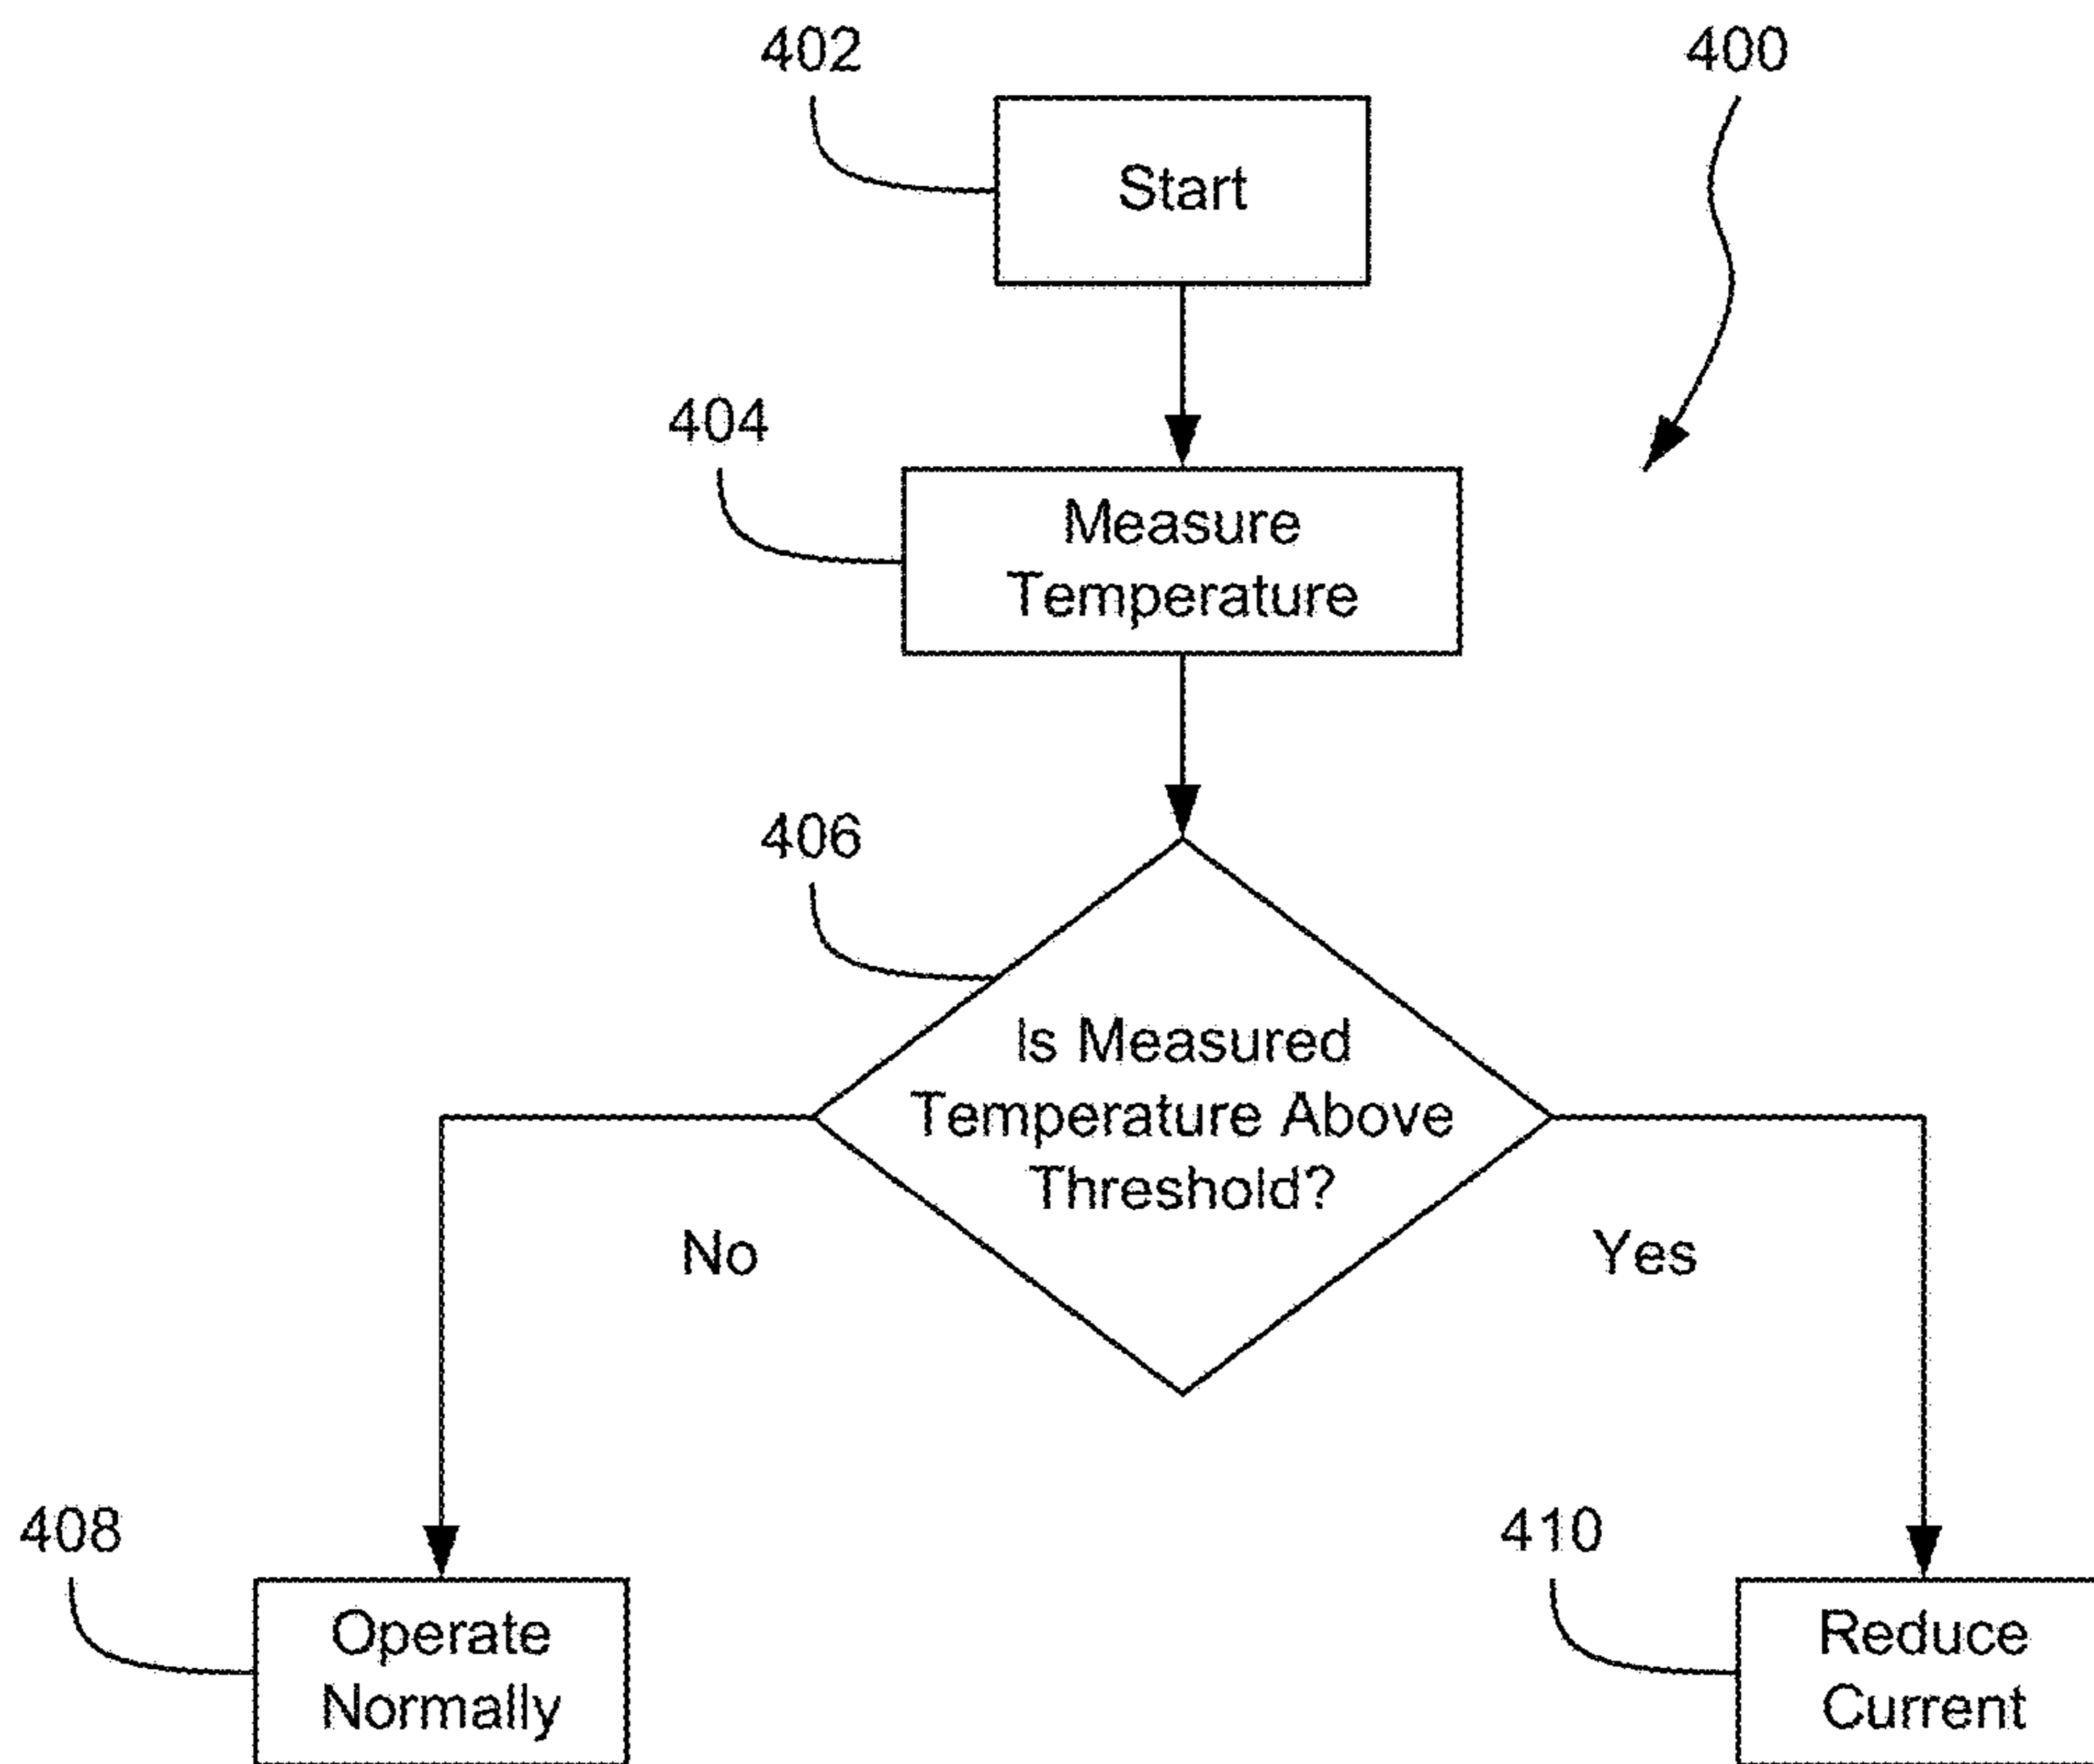 402
400
Start
404
Measure
Temperature
406
Is Measured
Temperature Above
Threshold?
No
Yes
408
410
Operate
Normally
Reduce
Current